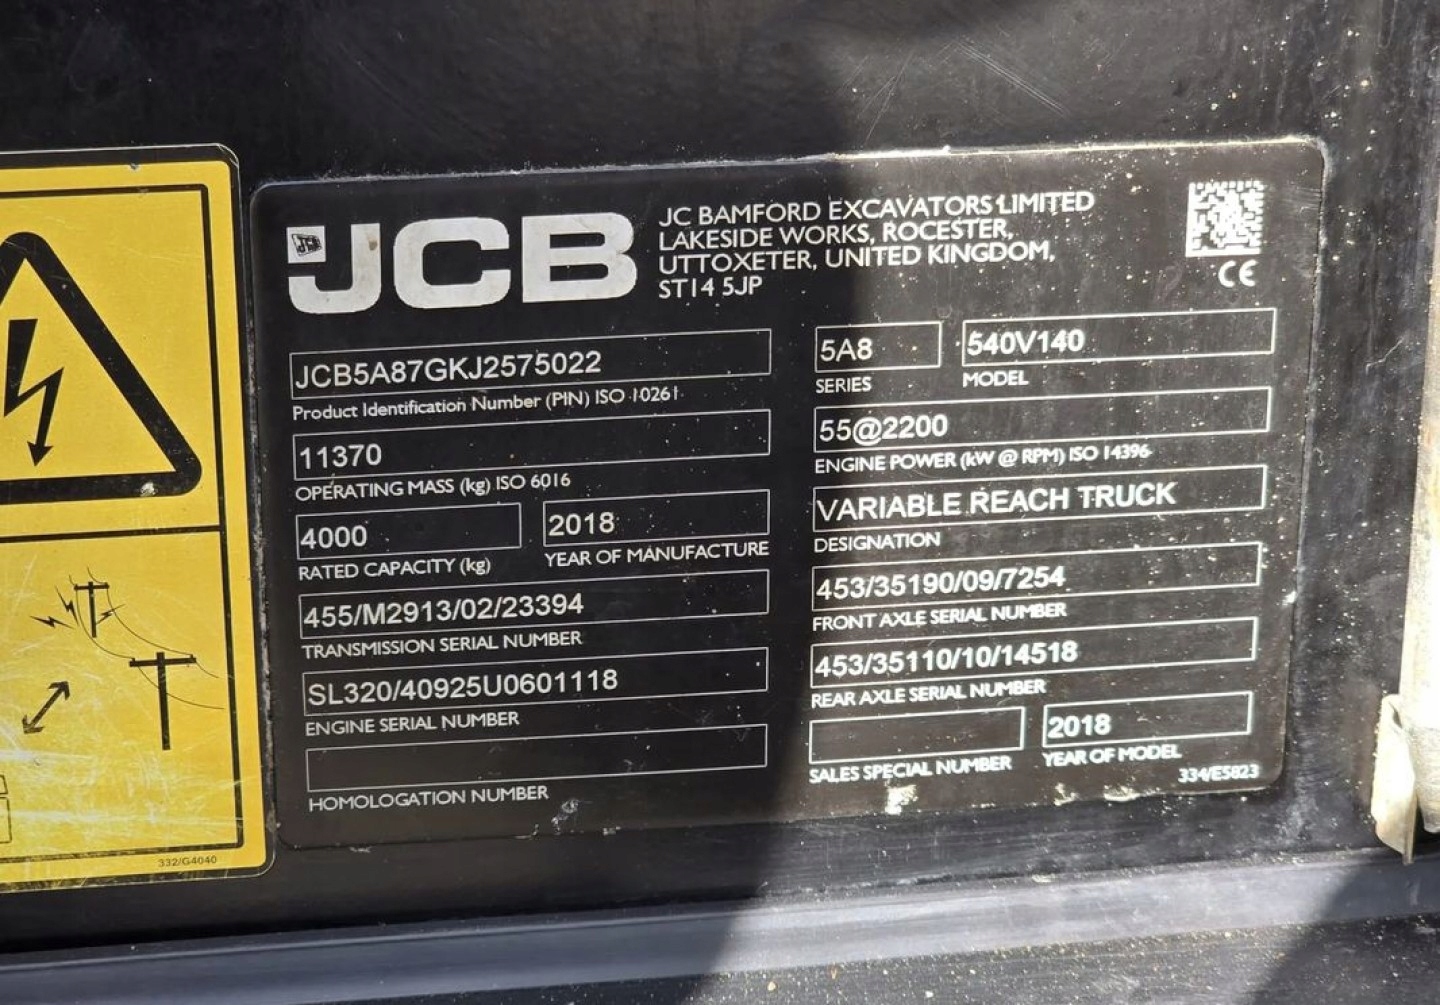 JCB
JC BAMFORD EXCAVATORS LIMITED
LAKESIDE WORKS, ROCESTER,
UTTOXETER, UNITED KINGDOM,
ST14 5JP
CE
JCB5A87GKJ2575022
Product Identification Number (PIN) ISO 10261
11370
OPERATING MASS (kg) ISO 6016
4000
RATED CAPACITY (kg)
2018
YEAR OF MANUFACTURE
455/M2913/02/23394
TRANSMISSION SERIAL NUMBER
SL320/40925U0601118
ENGINE SERIAL NUMBER
HOMOLOGATION NUMBER
5A8
SERIES
540V140
MODEL
55@2200
ENGINE POWER (kW @ RPM) ISO 14396
VARIABLE REACH TRUCK
DESIGNATION
453/35190/09/7254
FRONT AXLE SERIAL NUMBER
453/35110/10/14518
REAR AXLE SERIAL NUMBER
SALES SPECIAL NUMBER
2018
YEAR OF MODEL
334/E5823
332/G4040